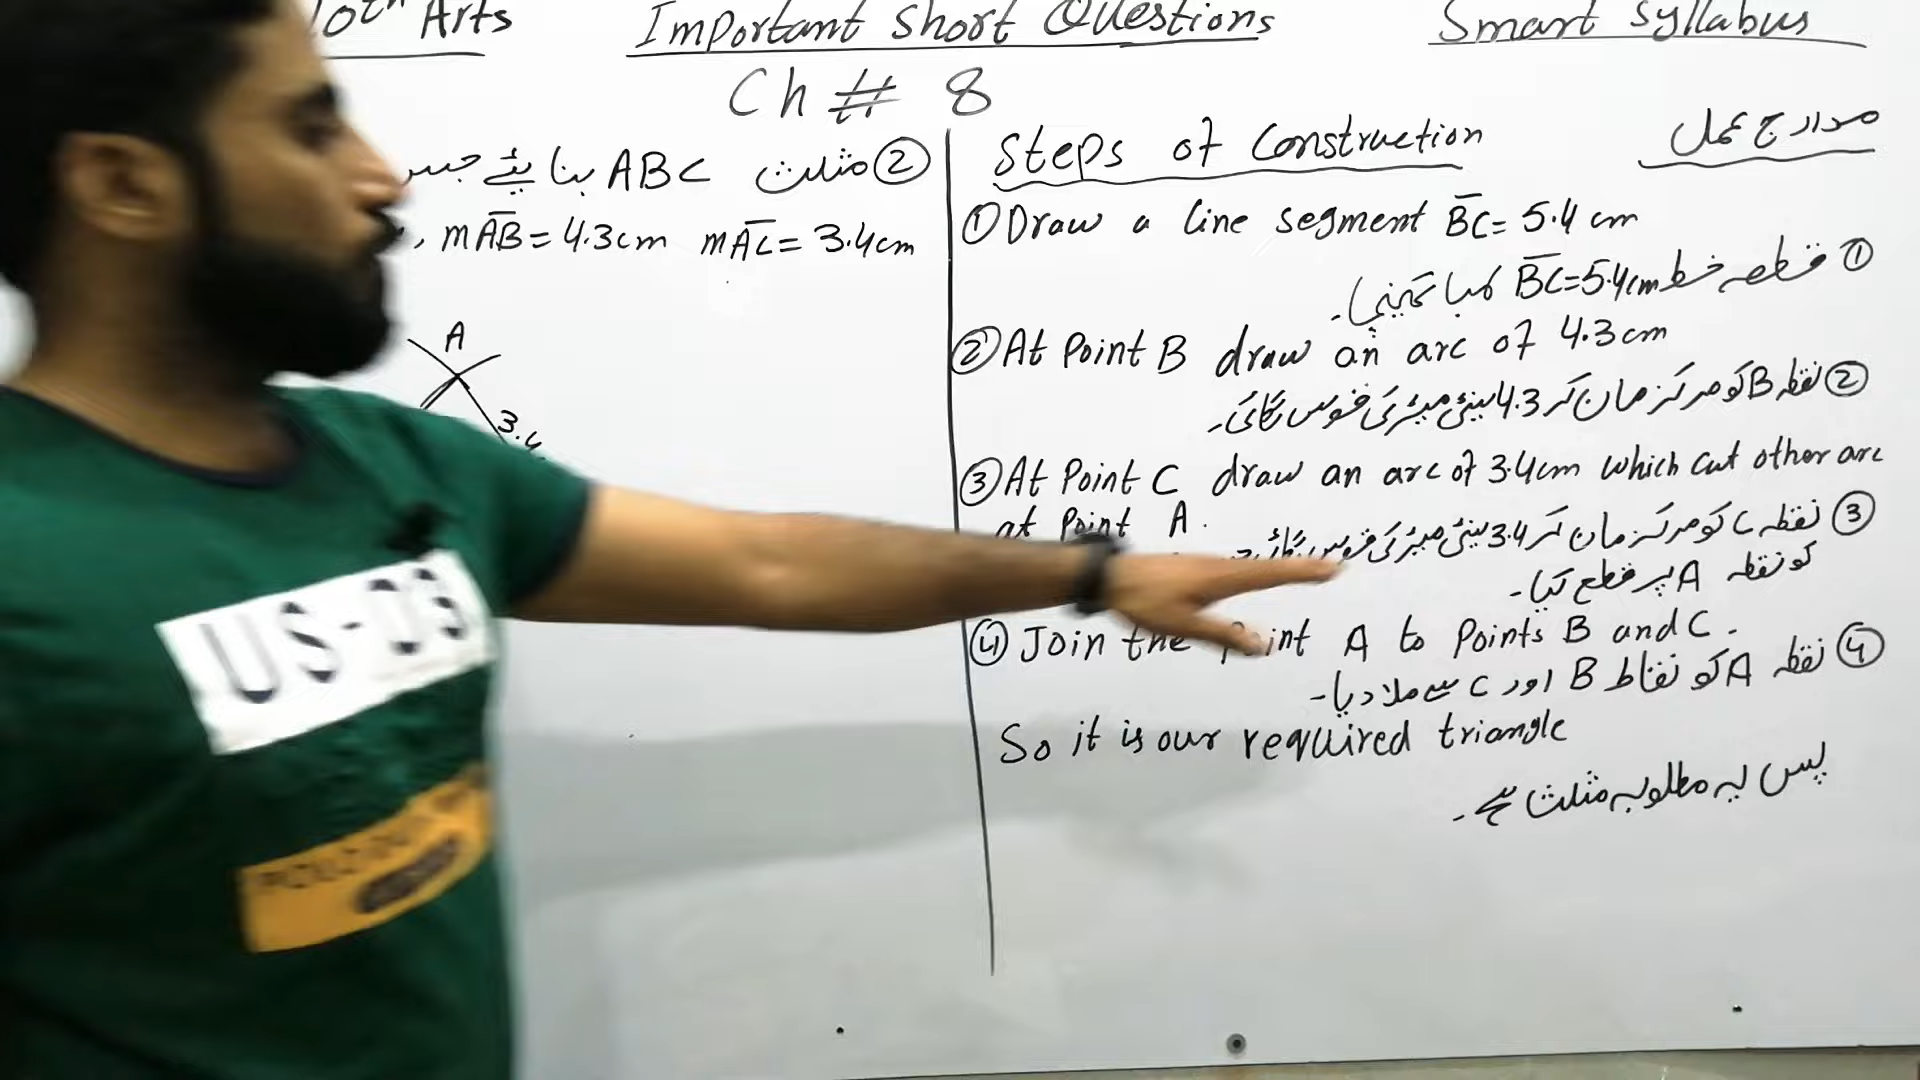 10th Arts
Important Short Questions
Smart Syllabus
Ch # 8
② مثلث ABC بنائیے جس
, mAB = 4.3cm mAC = 3.4cm
A
3.4
Steps of Construction
مدارج عمل
① Draw a line segment BC = 5.4 cm
① قطعہ خط BC=5.4cm لمبا کھینچا۔
② At Point B draw an arc of 4.3cm
② نقطہ B کو مرکز مان کر 4.3 سینٹی میٹر کی قوس لگائی۔
③ At Point C draw an arc of 3.4cm which cut other arc
at Point A.
③ نقطہ C کو مرکز مان کر 3.4 سینٹی میٹر کی قوس لگائی
کو نقطہ A پر قطع کیا۔
④ Join the Point A to Points B and C.
④ نقطہ A کو نقاط B اور C سے ملا دیا۔
So it is our required triangle
پس یہ مطلوبہ مثلث ہے۔
US-03